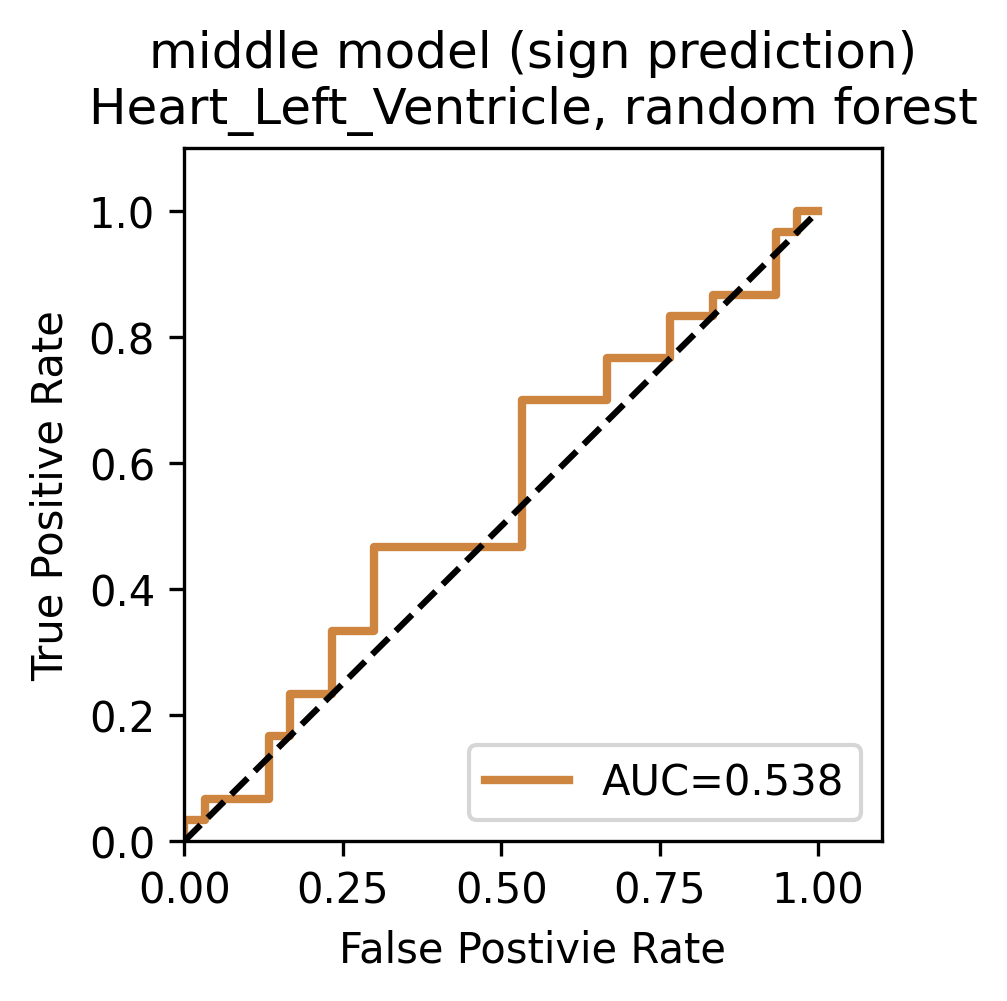 middle model (sign prediction)
Heart_Left_Ventricle, random forest
1.0
0.8
0.6
0.4
0.2
0.0
True Positive Rate
AUC=0.538
0.00 0.25 0.50 0.75 1.00
False Postivie Rate